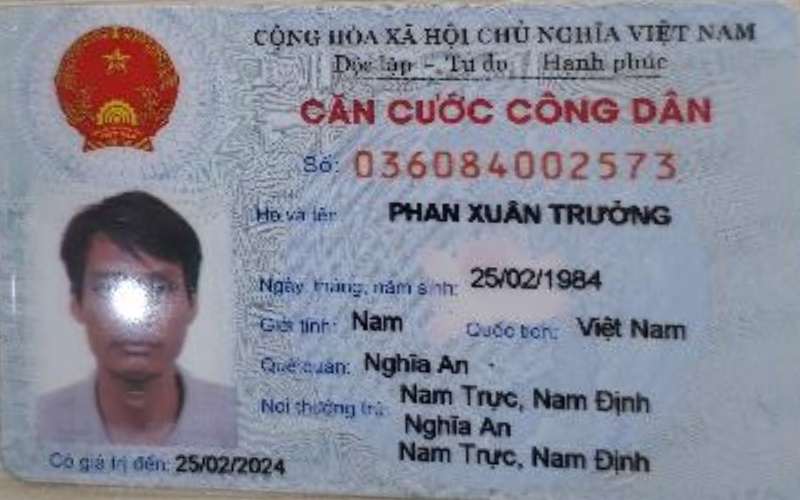 CỘNG HÒA XÃ HỘI CHỦ NGHĨA VIỆT NAM
Độc lập - Tự do - Hạnh phúc
CĂN CƯỚC CÔNG DÂN
Số: 036084002573
Họ và tên: PHAN XUÂN TRƯỜNG
Ngày, tháng, năm sinh: 25/02/1984
Giới tính: Nam Quốc tịch: Việt Nam
Quê quán: Nghĩa An
Nam Trực, Nam Định
Nơi thường trú: Nghĩa An
Nam Trực, Nam Định
Có giá trị đến: 25/02/2024